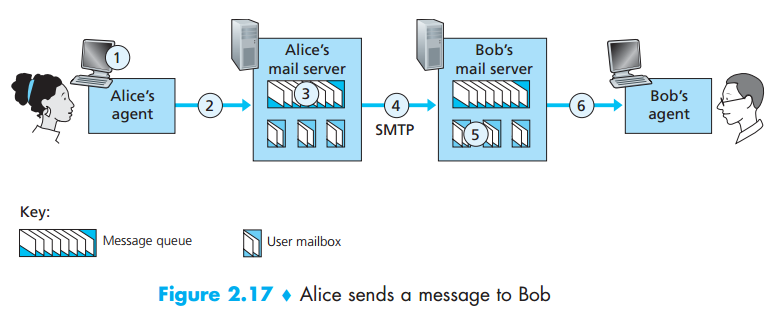 1
Alice's
agent
2
Alice's
mail server
3
4
SMTP
Bob's
mail server
5
6
Bob's
agent
Key:
Message queue
User mailbox
Figure 2.17 ♦ Alice sends a message to Bob